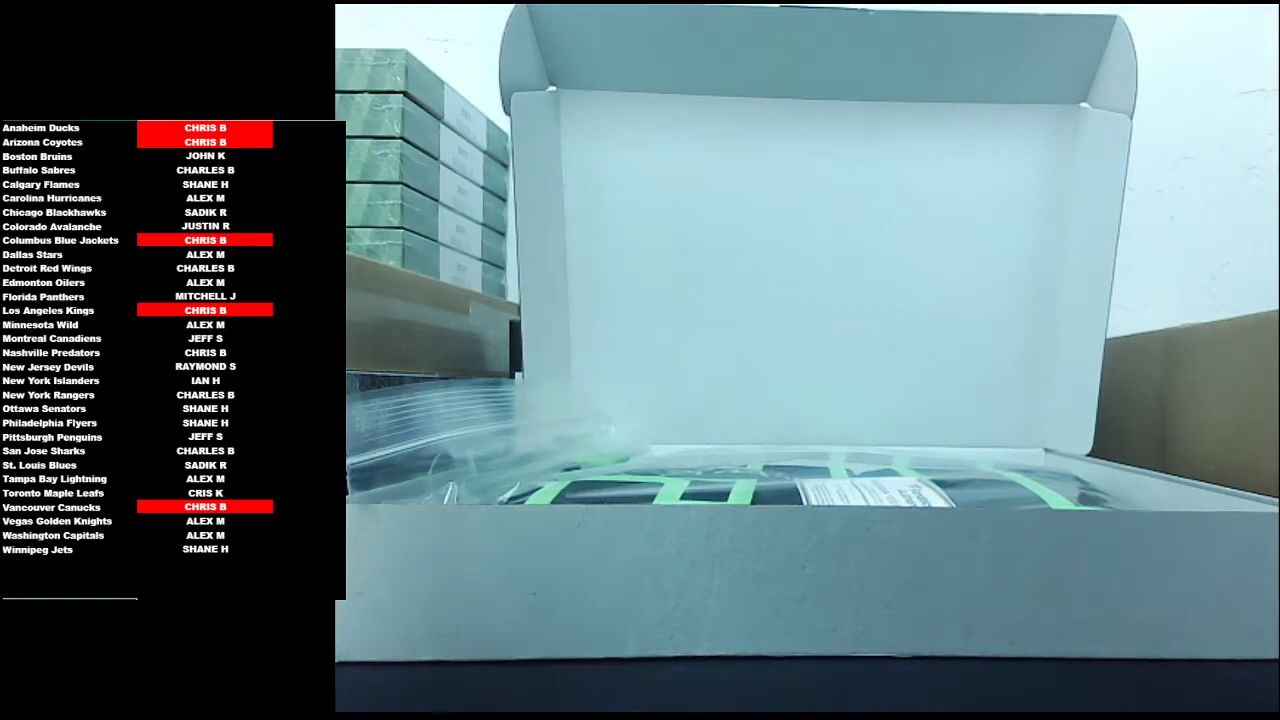 Anaheim Ducks CHRIS B
Arizona Coyotes CHRIS B
Boston Bruins JOHN K
Buffalo Sabres CHARLES B
Calgary Flames SHANE H
Carolina Hurricanes ALEX M
Chicago Blackhawks SADIK R
Colorado Avalanche JUSTIN R
Columbus Blue Jackets CHRIS B
Dallas Stars ALEX M
Detroit Red Wings CHARLES B
Edmonton Oilers ALEX M
Florida Panthers MITCHELL J
Los Angeles Kings CHRIS B
Minnesota Wild ALEX M
Montreal Canadiens JEFF S
Nashville Predators CHRIS B
New Jersey Devils RAYMOND S
New York Islanders IAN H
New York Rangers CHARLES B
Ottawa Senators SHANE H
Philadelphia Flyers SHANE H
Pittsburgh Penguins JEFF S
San Jose Sharks CHARLES B
St. Louis Blues SADIK R
Tampa Bay Lightning ALEX M
Toronto Maple Leafs CRIS K
Vancouver Canucks CHRIS B
Vegas Golden Knights ALEX M
Washington Capitals ALEX M
Winnipeg Jets SHANE H